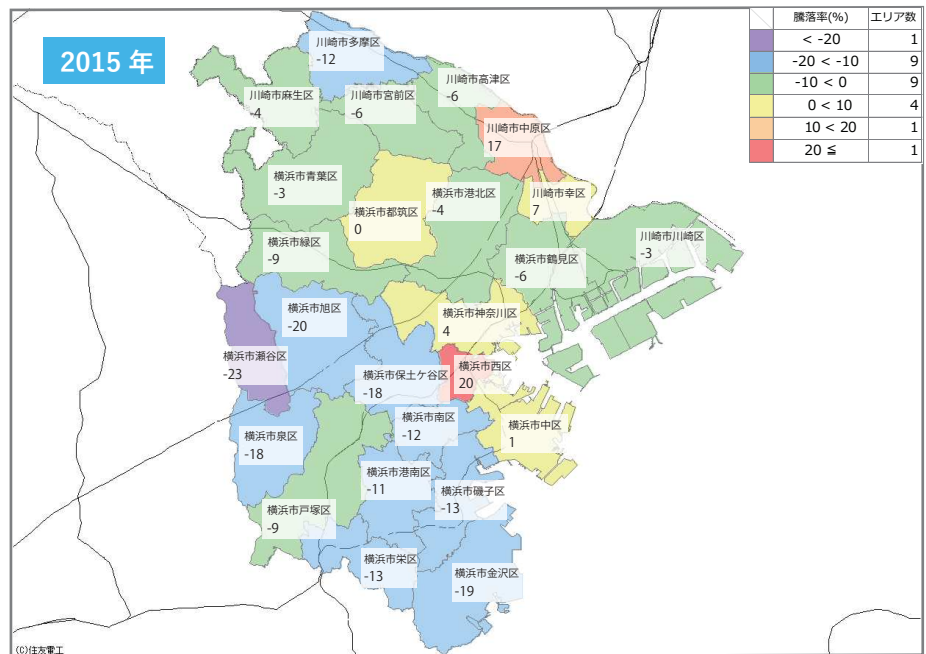 2015 年
騰落率(%) エリア数
< -20 1
-20 < -10 9
-10 < 0 9
0 < 10 4
10 < 20 1
20 ≦ 1
川崎市多摩区
-12
川崎市高津区
-6
川崎市麻生区
-4
川崎市宮前区
-6
川崎市中原区
17
横浜市青葉区
-3
横浜市都筑区
0
横浜市港北区
-4
川崎市幸区
7
川崎市川崎区
-3
横浜市緑区
-9
横浜市鶴見区
-6
横浜市旭区
-20
横浜市神奈川区
4
横浜市瀬谷区
-23
横浜市保土ケ谷区
-18
横浜市西区
20
横浜市南区
-12
横浜市中区
1
横浜市泉区
-18
横浜市港南区
-11
横浜市磯子区
-13
横浜市戸塚区
-9
横浜市栄区
-13
横浜市金沢区
-19
(C)住友電工